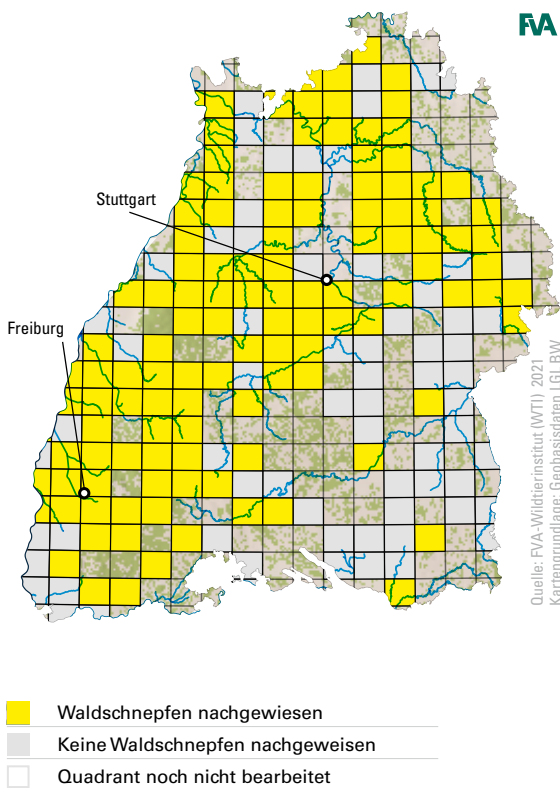 FVA
Stuttgart
Freiburg
Quelle: FVA-Wildtierinstitut (WTI) 2021
Kartengrundlage: Geobasisdaten LGL BW
Waldschnepfen nachgewiesen
Keine Waldschnepfen nachgeweisen
Quadrant noch nicht bearbeitet